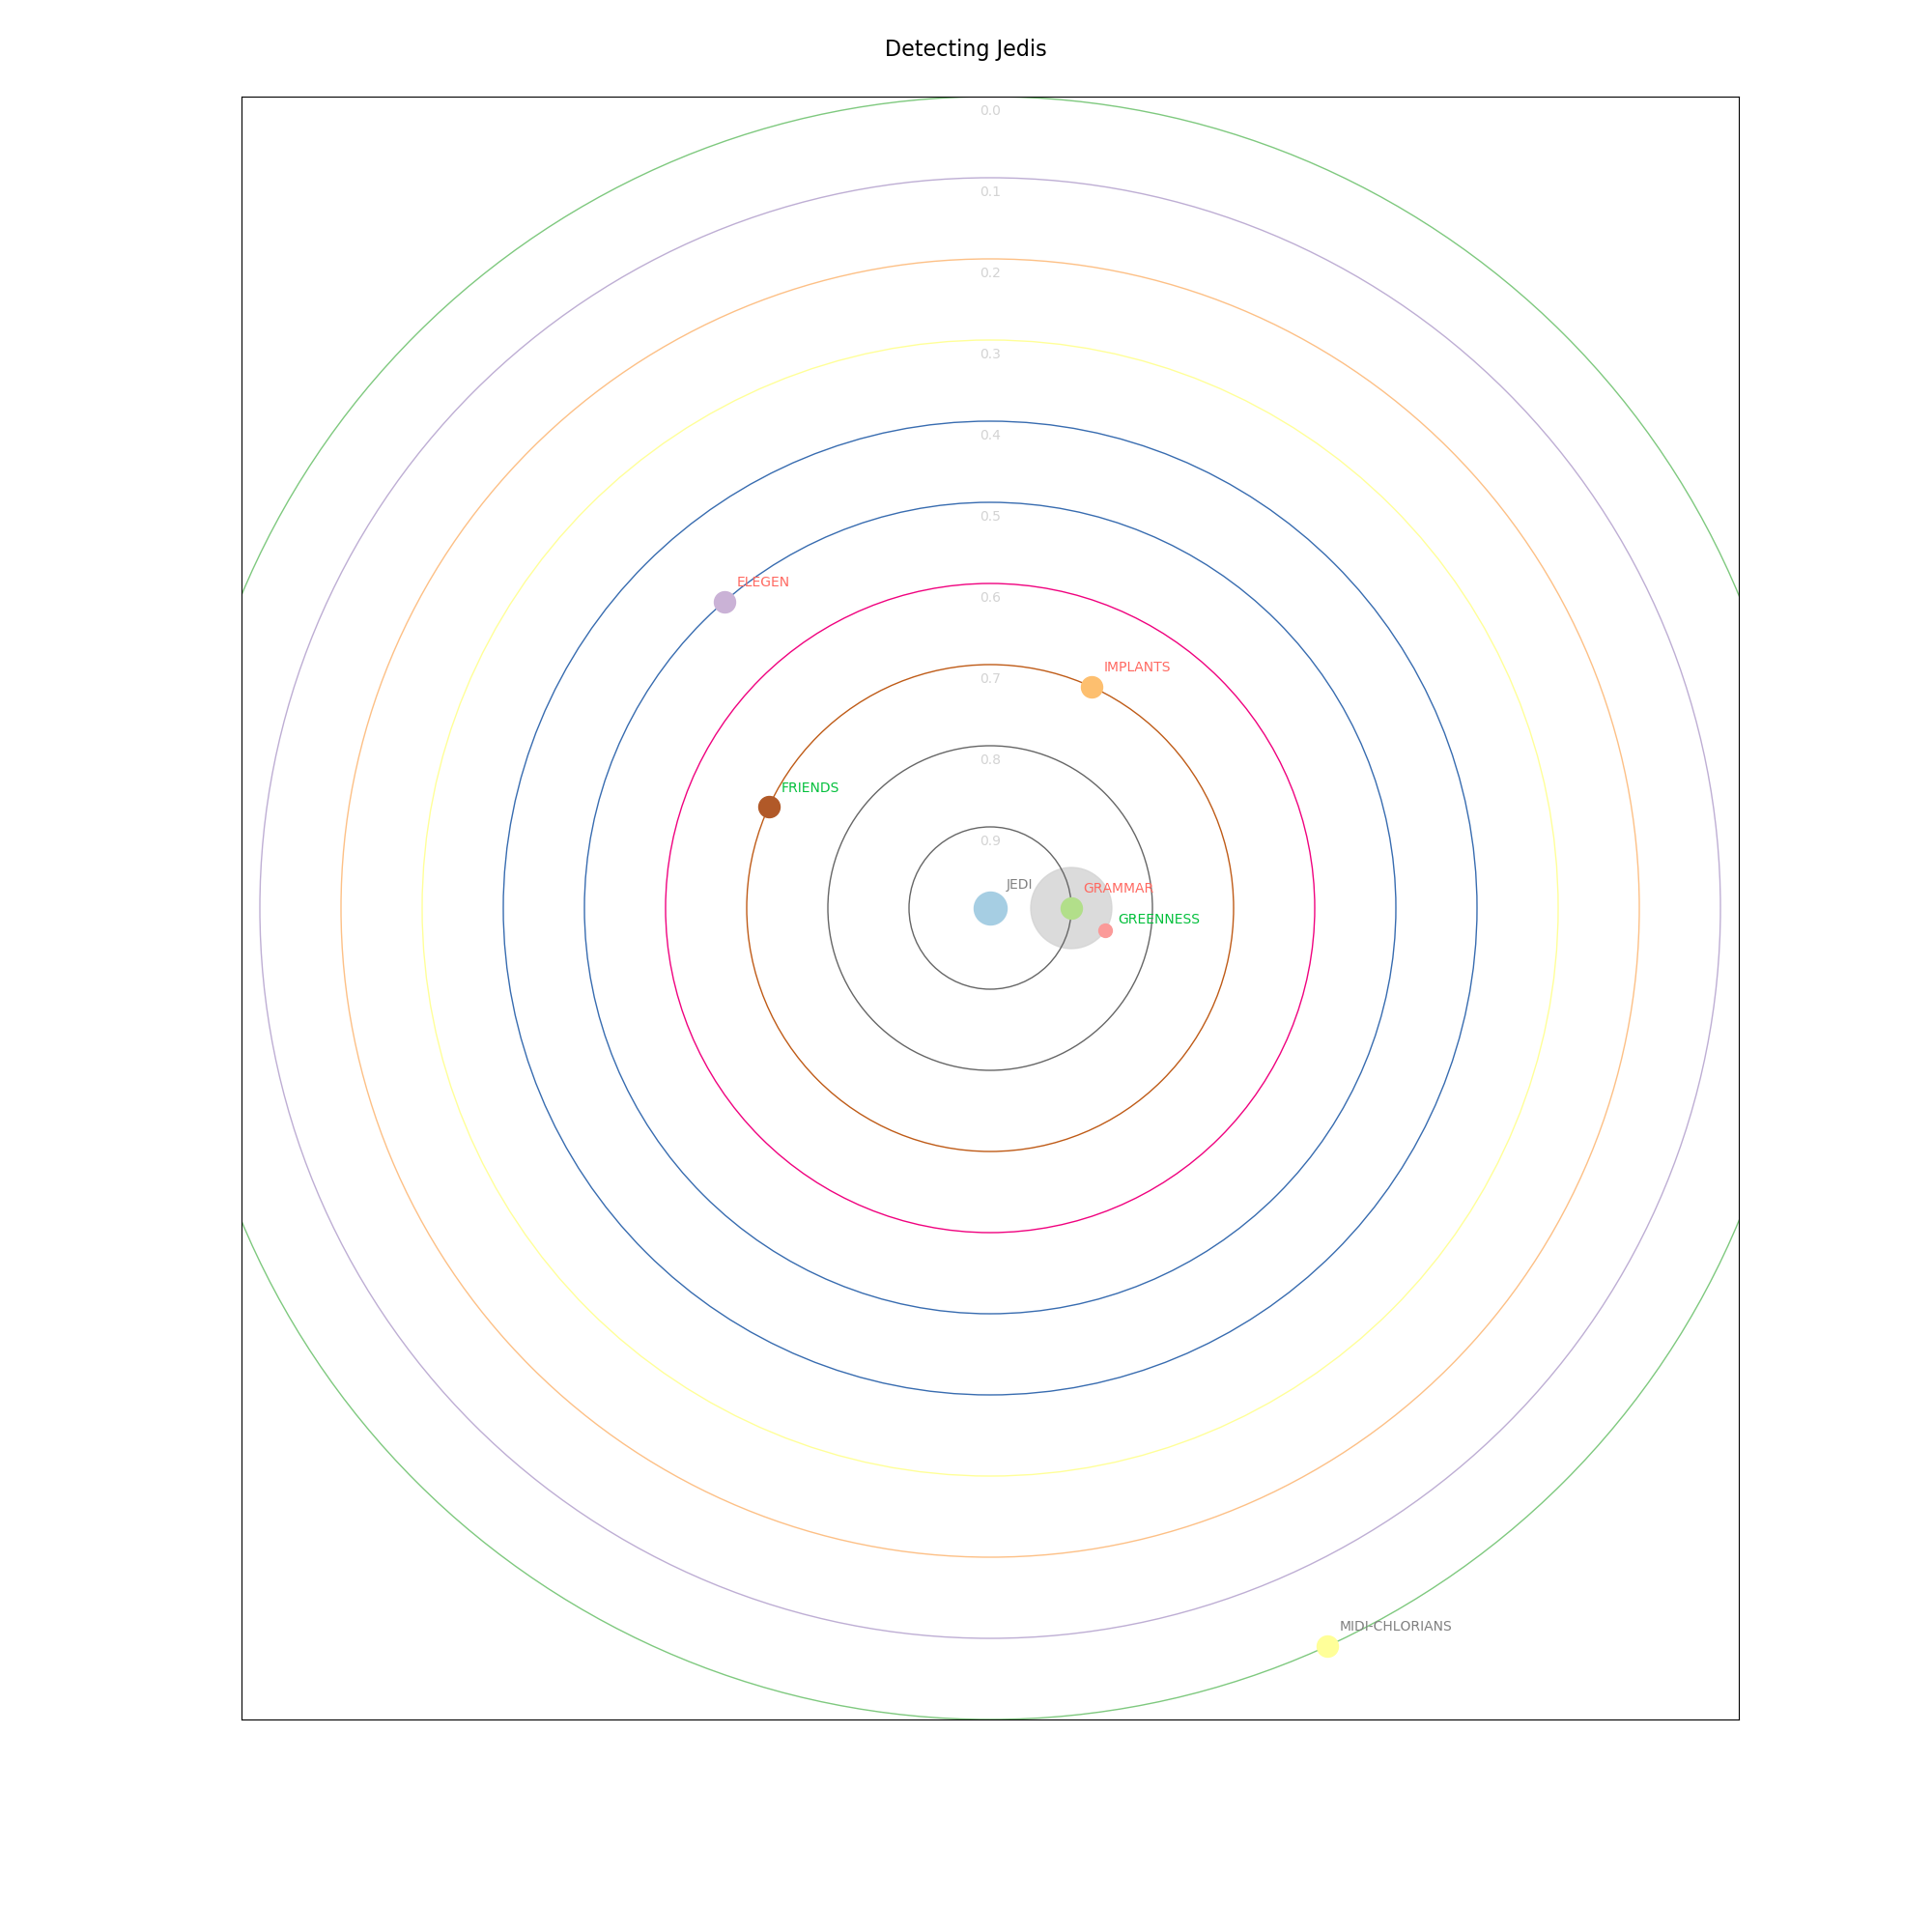 Detecting Jedis
0.0
0.1
0.2
0.3
0.4
0.5
ELEGEN
0.6
IMPLANTS
0.7
0.8
FRIENDS
0.9
JEDI
GRAMMAR
GREENNESS
MIDI-CHLORIANS